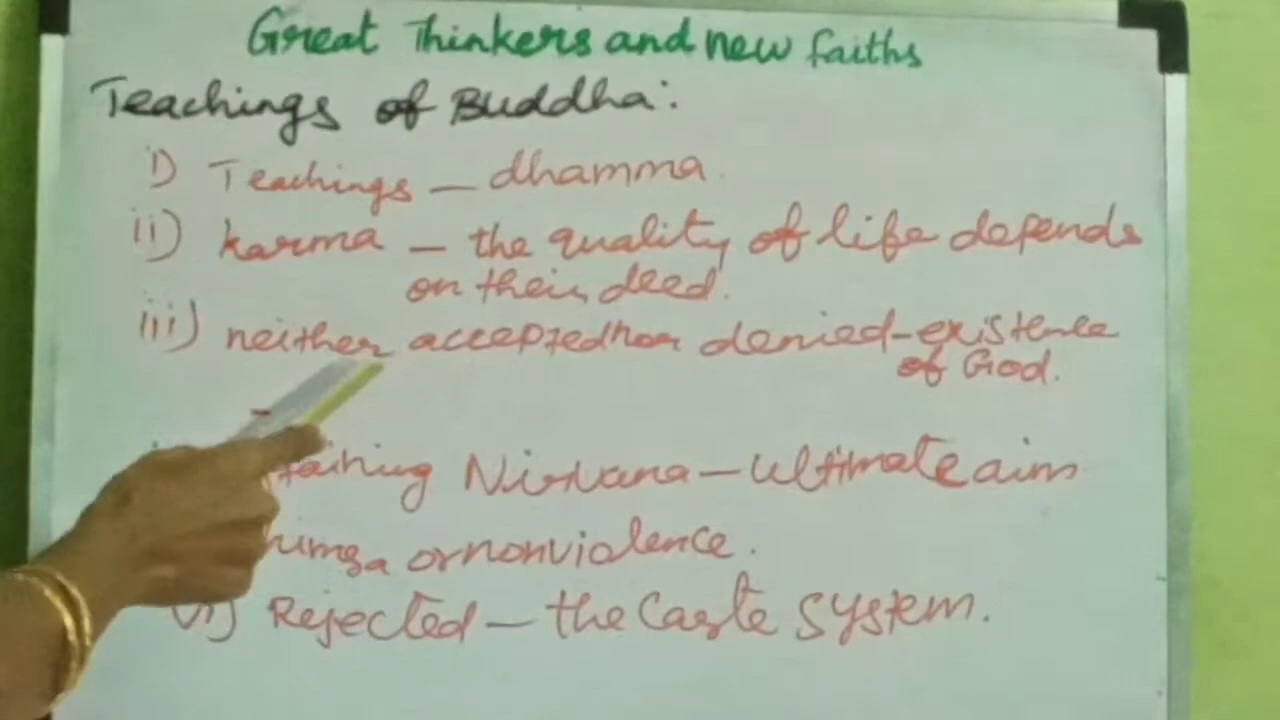 Great Thinkers and new faiths
Teachings of Buddha:
i) Teachings – dhamma
ii) karma – the quality of life depends
on their deed.
iii) neither accepted nor denied – existence
of God.
Nirvana – ultimate aim
or nonviolence.
vi) Rejected – the Caste System.